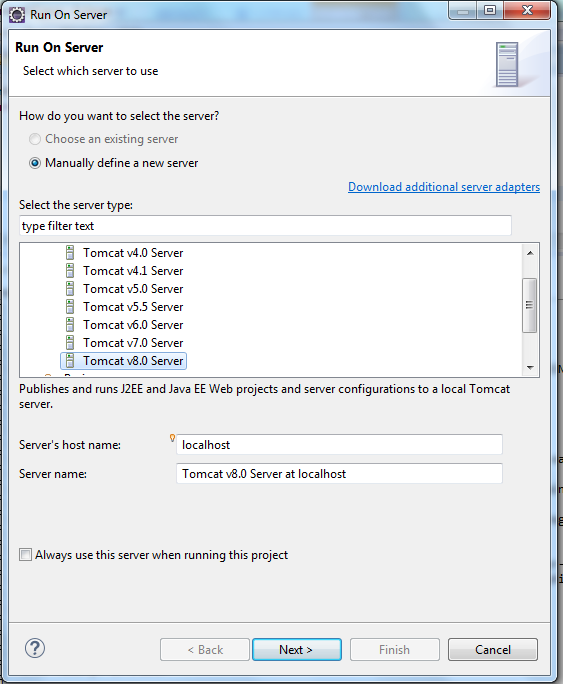 Run On Server
Run On Server
Select which server to use
How do you want to select the server?
Choose an existing server
Manually define a new server
Download additional server adapters
Select the server type:
type filter text
Tomcat v4.0 Server
Tomcat v4.1 Server
Tomcat v5.0 Server
Tomcat v5.5 Server
Tomcat v6.0 Server
Tomcat v7.0 Server
Tomcat v8.0 Server
Publishes and runs J2EE and Java EE Web projects and server configurations to a local Tomcat
server.
Server's host name:
localhost
Server name:
Tomcat v8.0 Server at localhost
Always use this server when running this project
? < Back Next > Finish Cancel